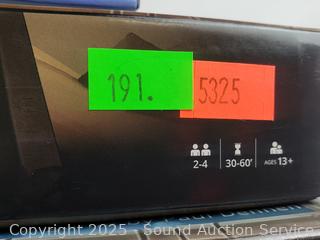 191.
5325
2-4
30-60'
AGES 13+
Copyright 2025 - Sound Auction Service